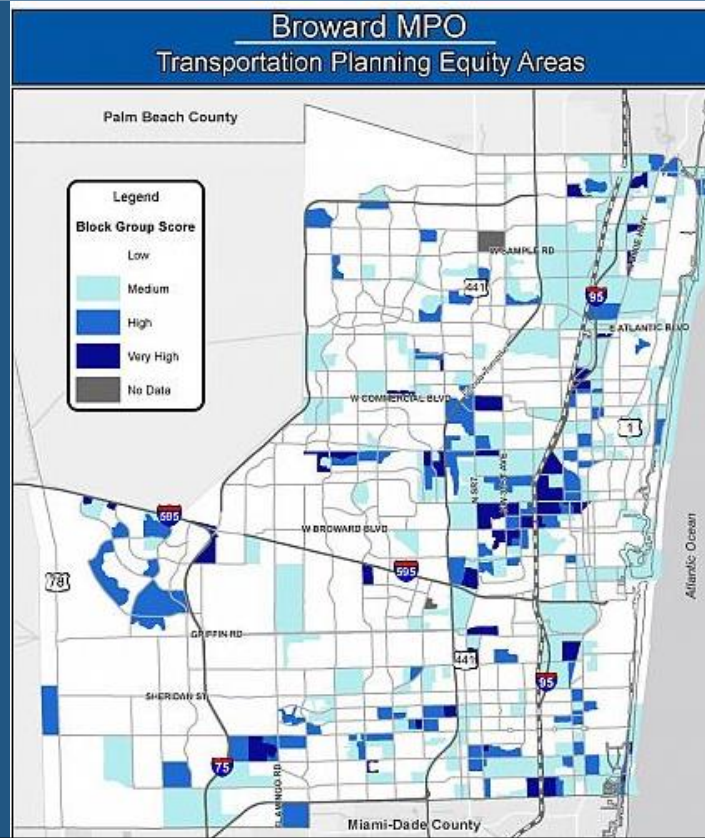 Broward MPO
Transportation Planning Equity Areas
Palm Beach County
Legend
Block Group Score
Low
Medium
High
Very High
No Data
W SAMPLE RD
441
95
E ATLANTIC BLVD
W COMMERCIAL BLVD
1
595
W BROWARD BLVD
595
Atlantic Ocean
GRIFFIN RD
441
95
SHERIDAN ST
75
Miami-Dade County